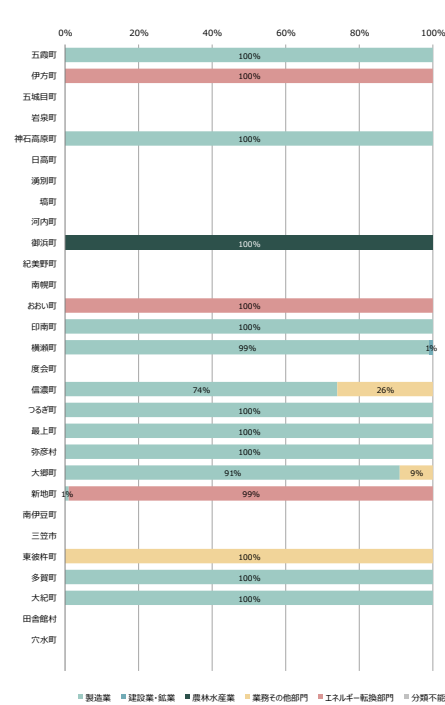 0% 20% 40% 60% 80% 100%
五霞町 100%
伊方町 100%
五城目町
岩泉町
神石高原町 100%
日高町
湧別町
塙町
河内町
御浜町 100%
紀美野町
南幌町
おおい町 100%
印南町 100%
横瀬町 99% 1%
度会町
信濃町 74% 26%
つるぎ町 100%
最上町 100%
弥彦村 100%
大郷町 91% 9%
新地町 1% 99%
南伊豆町
三笠市
東彼杵町 100%
多賀町 100%
大紀町 100%
田舎館村
穴水町
製造業 建設業・鉱業 農林水産業 業務その他部門 エネルギー転換部門 分類不能